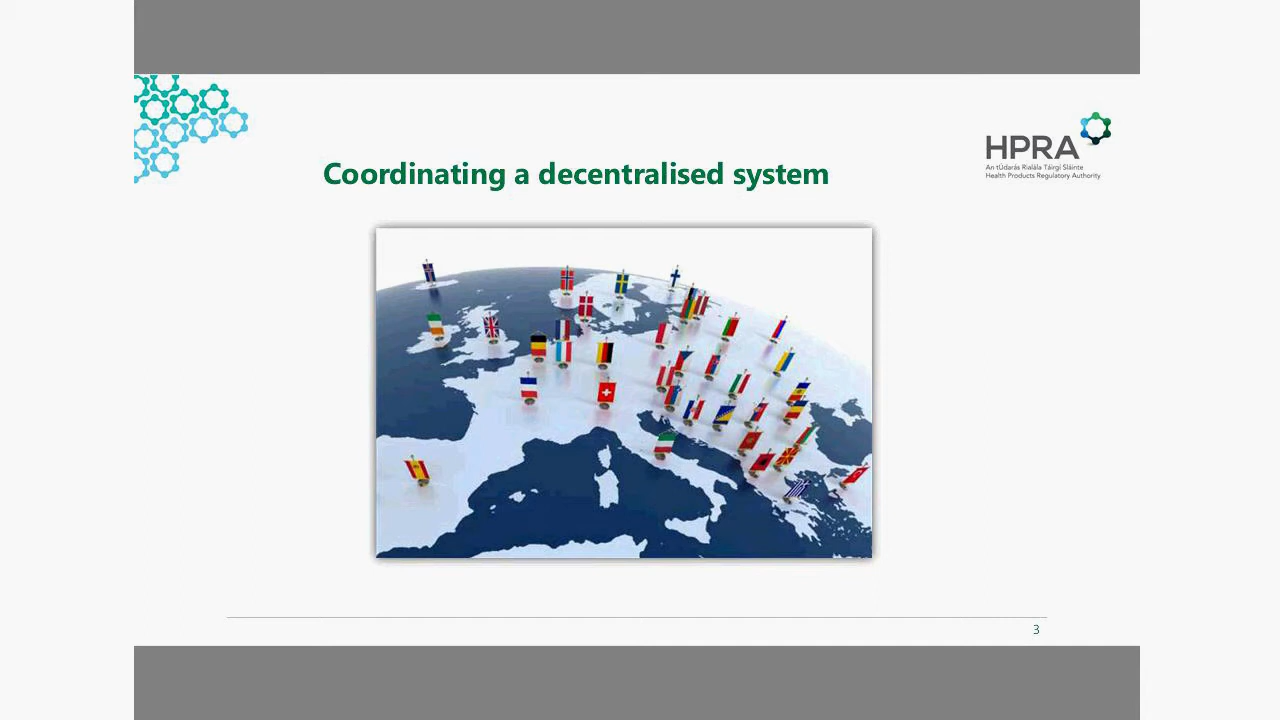 Coordinating a decentralised system
HPRA
An tÚdarás Rialála Táirgí Sláinte
Health Products Regulatory Authority
3